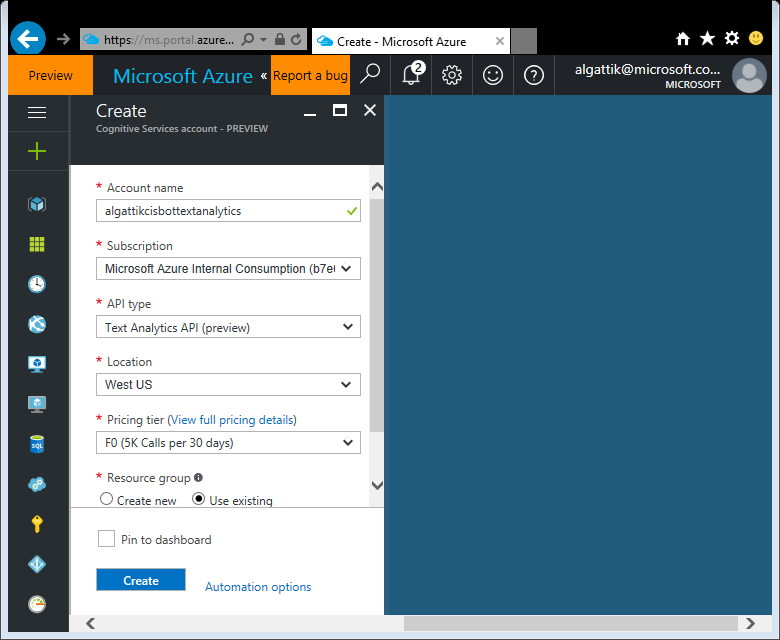 https://ms.portal.azure...
Create - Microsoft Azure
Preview
Microsoft Azure «
Report a bug
2
algattik@microsoft.co...
MICROSOFT
Create
Cognitive Services account - PREVIEW
* Account name
algattikcisbottextanalytics
* Subscription
Microsoft Azure Internal Consumption (b7e
* API type
Text Analytics API (preview)
* Location
West US
* Pricing tier (View full pricing details)
F0 (5K Calls per 30 days)
* Resource group
Create new Use existing
Pin to dashboard
Create
Automation options
SQL